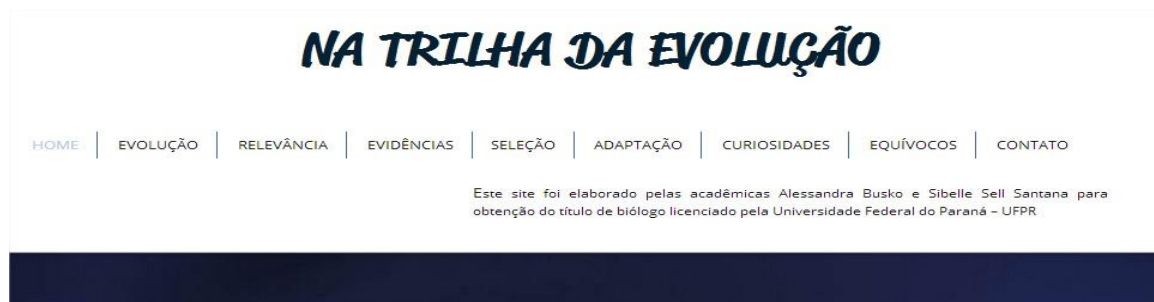 NA TRILHA DA EVOLUÇÃO
HOME EVOLUÇÃO RELEVÂNCIA EVIDÊNCIAS SELEÇÃO ADAPTAÇÃO CURIOSIDADES EQUÍVOCOS CONTATO
Este site foi elaborado pelas acadêmicas Alessandra Busko e Sibelle Sell Santana para
obtenção do título de biólogo licenciado pela Universidade Federal do Paraná – UFPR